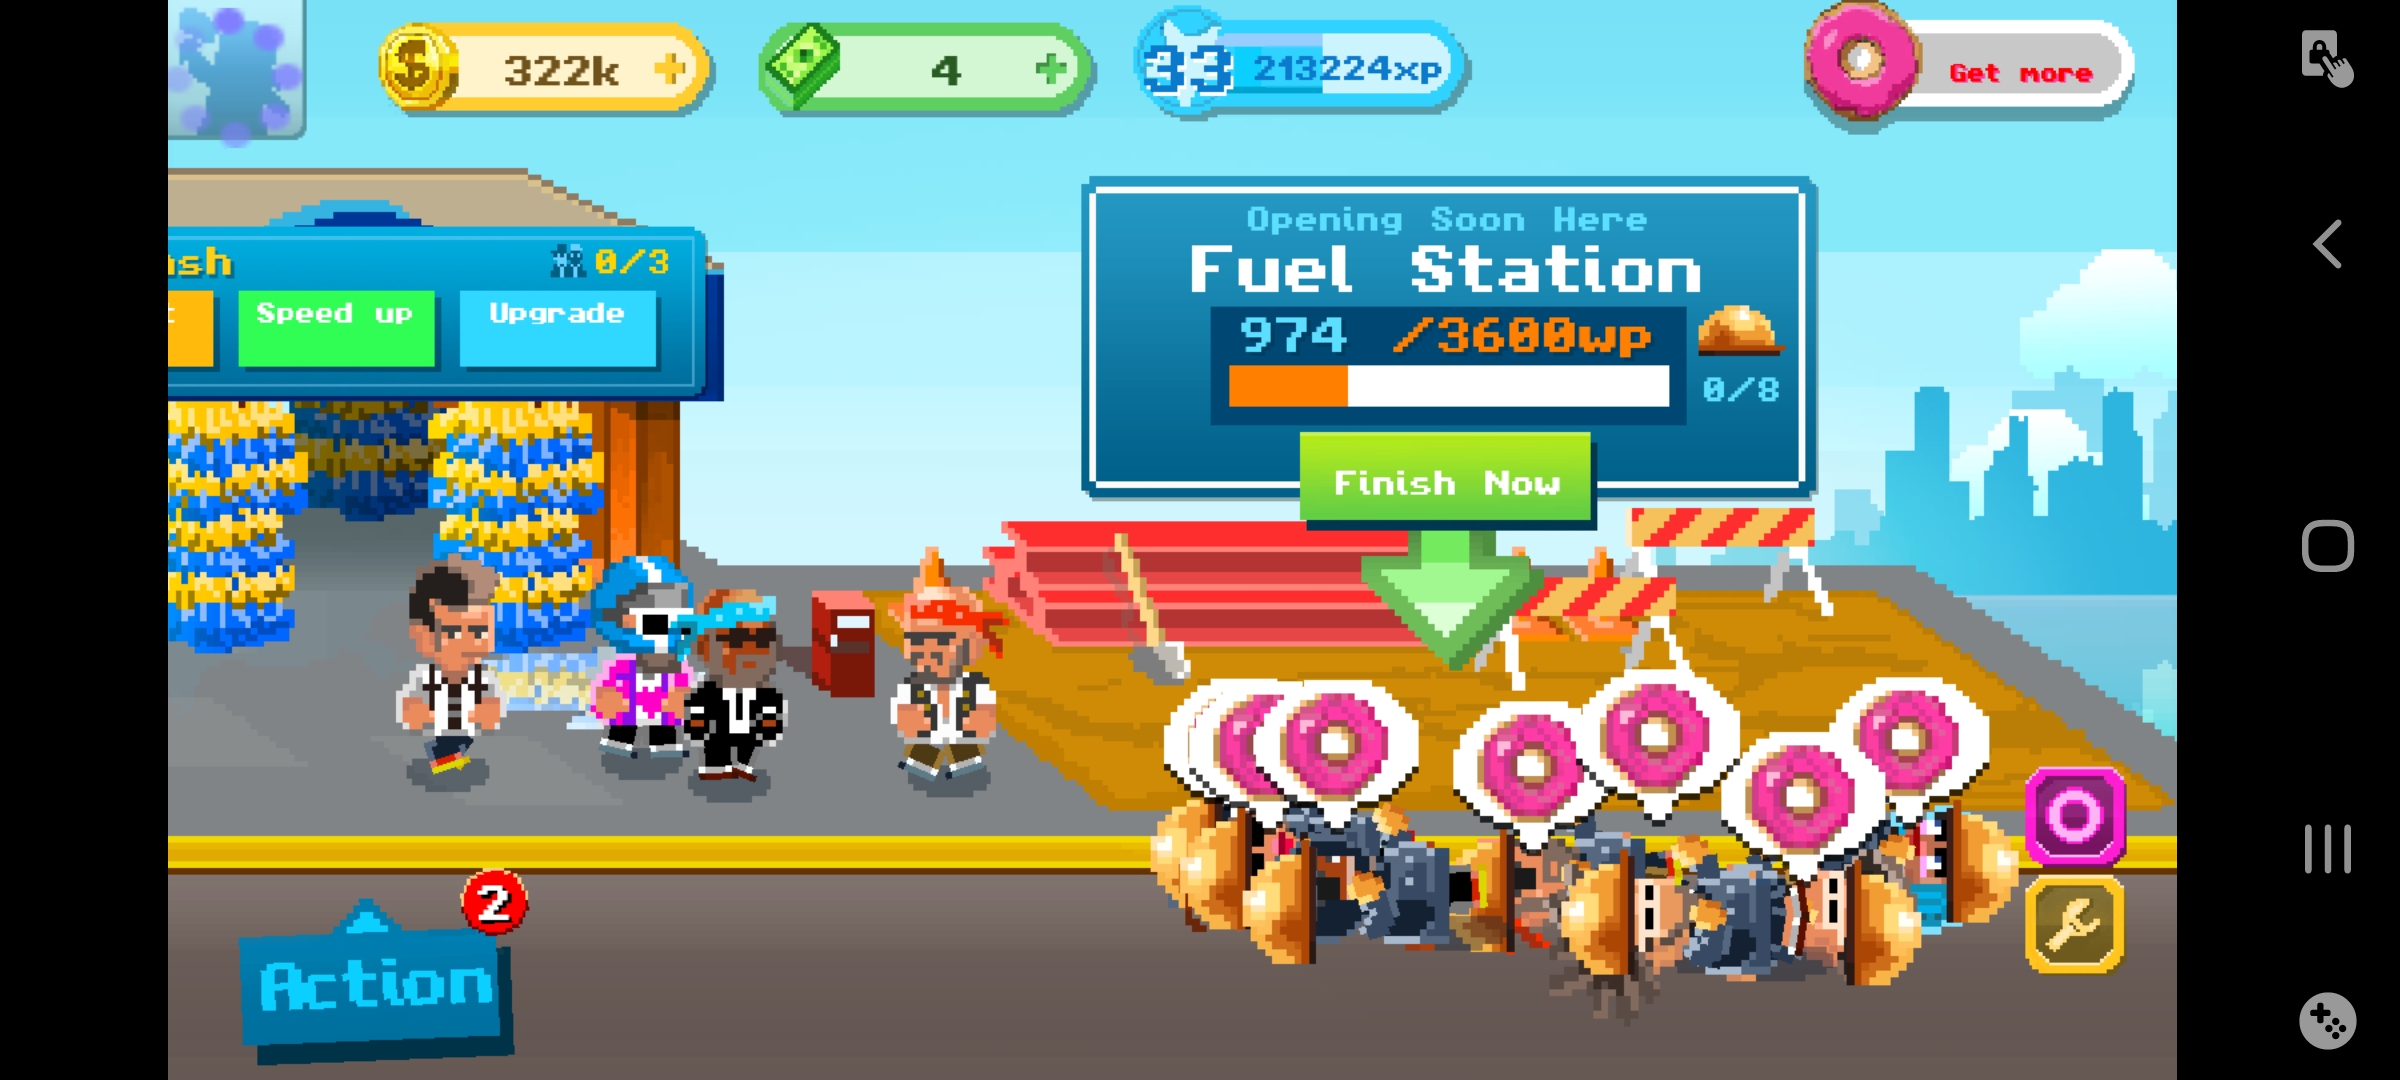 322k
4
33
213224xp
Get more
Opening Soon Here
Fuel Station
974 /3600wp
0/8
Finish Now
0/3
Speed up
Upgrade
2
Action